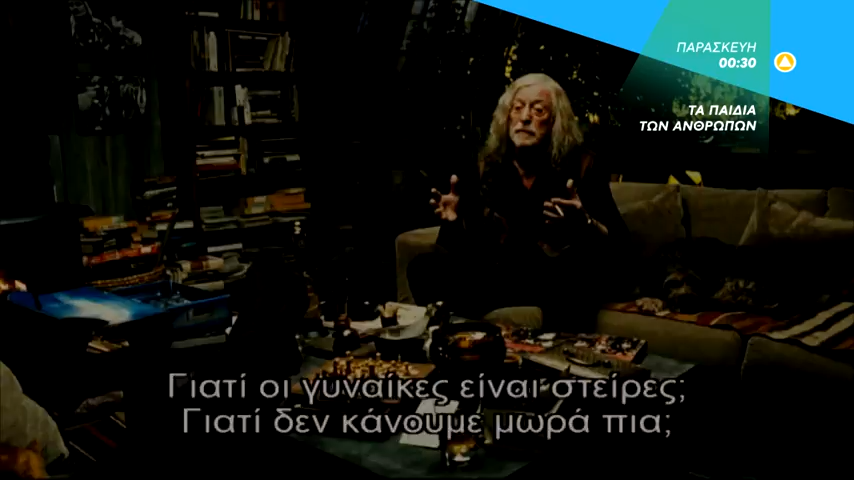 ΠΑΡΑΣΚΕΥΗ
00:30
ΤΑ ΠΑΙΔΙΑ
ΤΩΝ ΑΝΘΡΩΠΩΝ
Γιατί οι γυναίκες είναι στείρες;
Γιατί δεν κάνουμε μωρά πια;